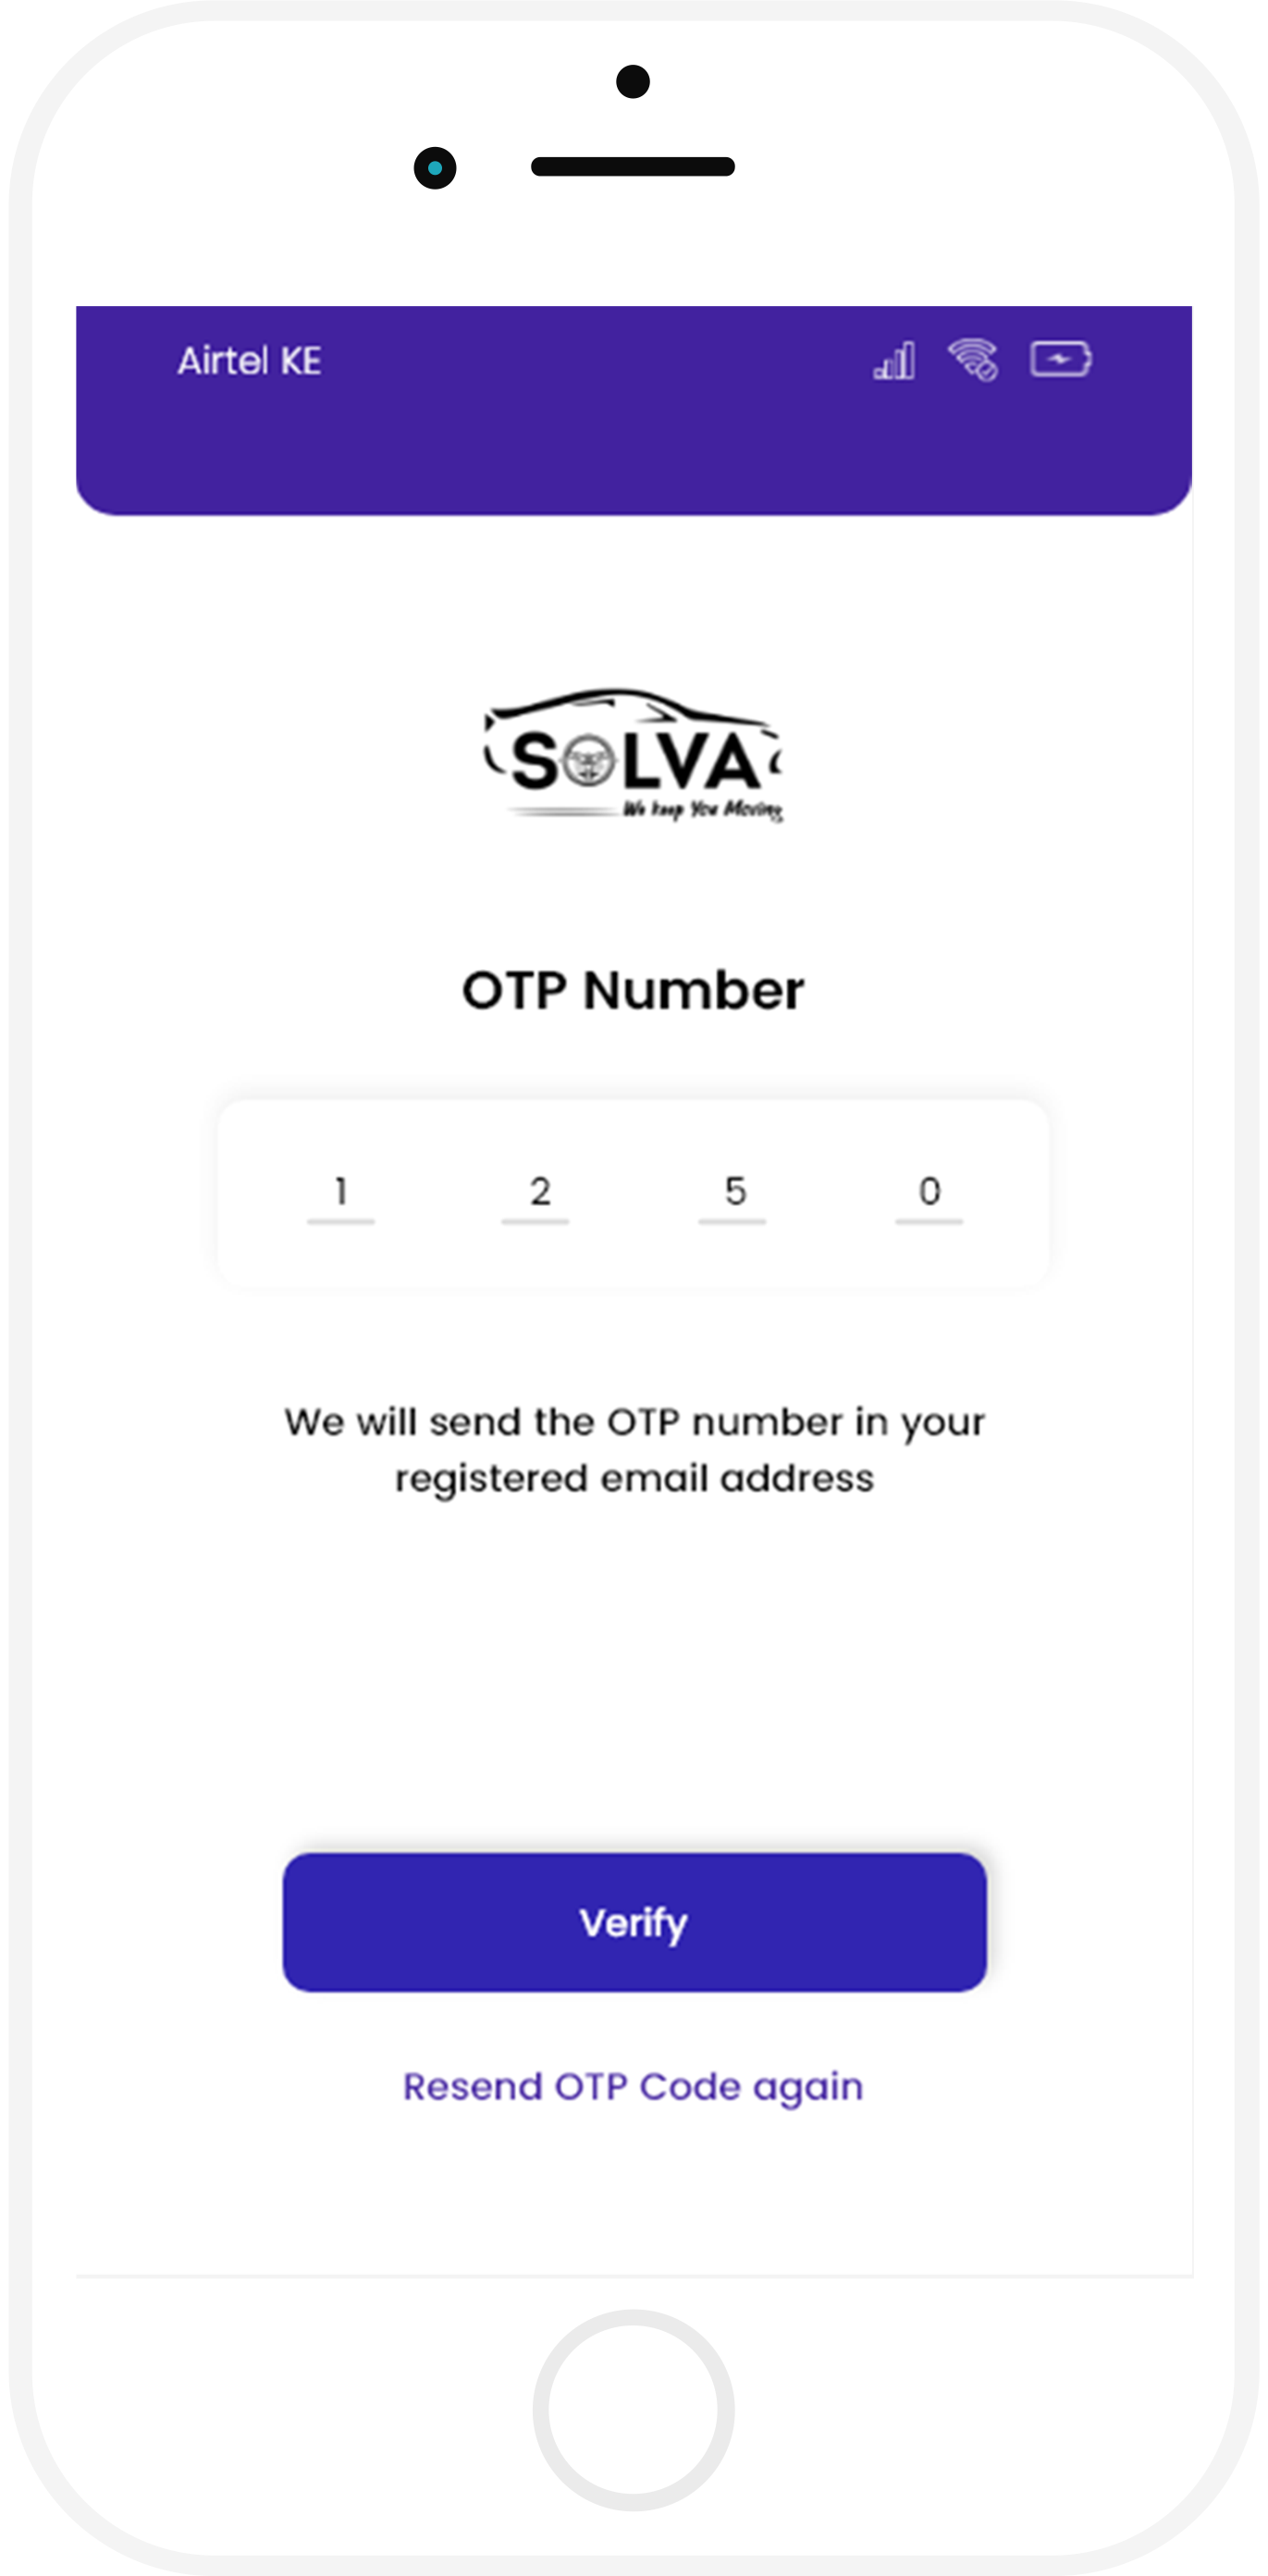 Airtel KE
SOLVA
We keep You Moving
OTP Number
1 2 5 0
We will send the OTP number in your
registered email address
Verify
Resend OTP Code again